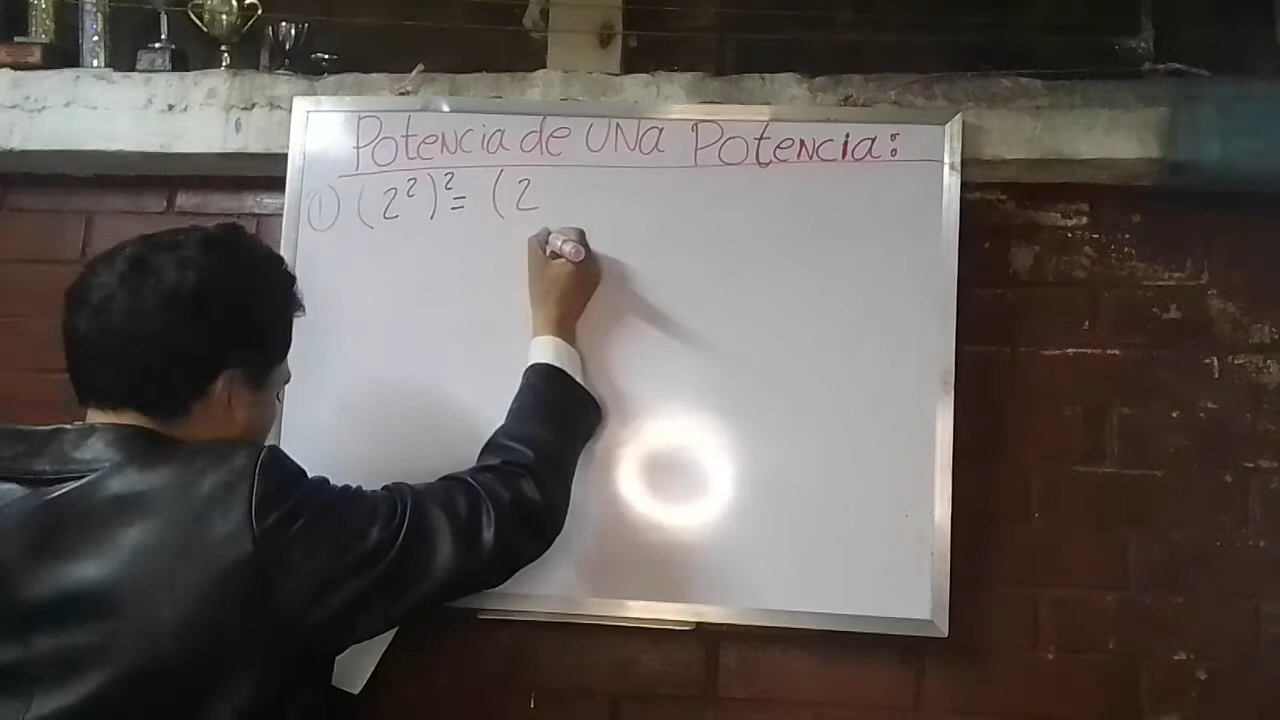 Potencia de UNa Potencia:
① (2²)² = (2